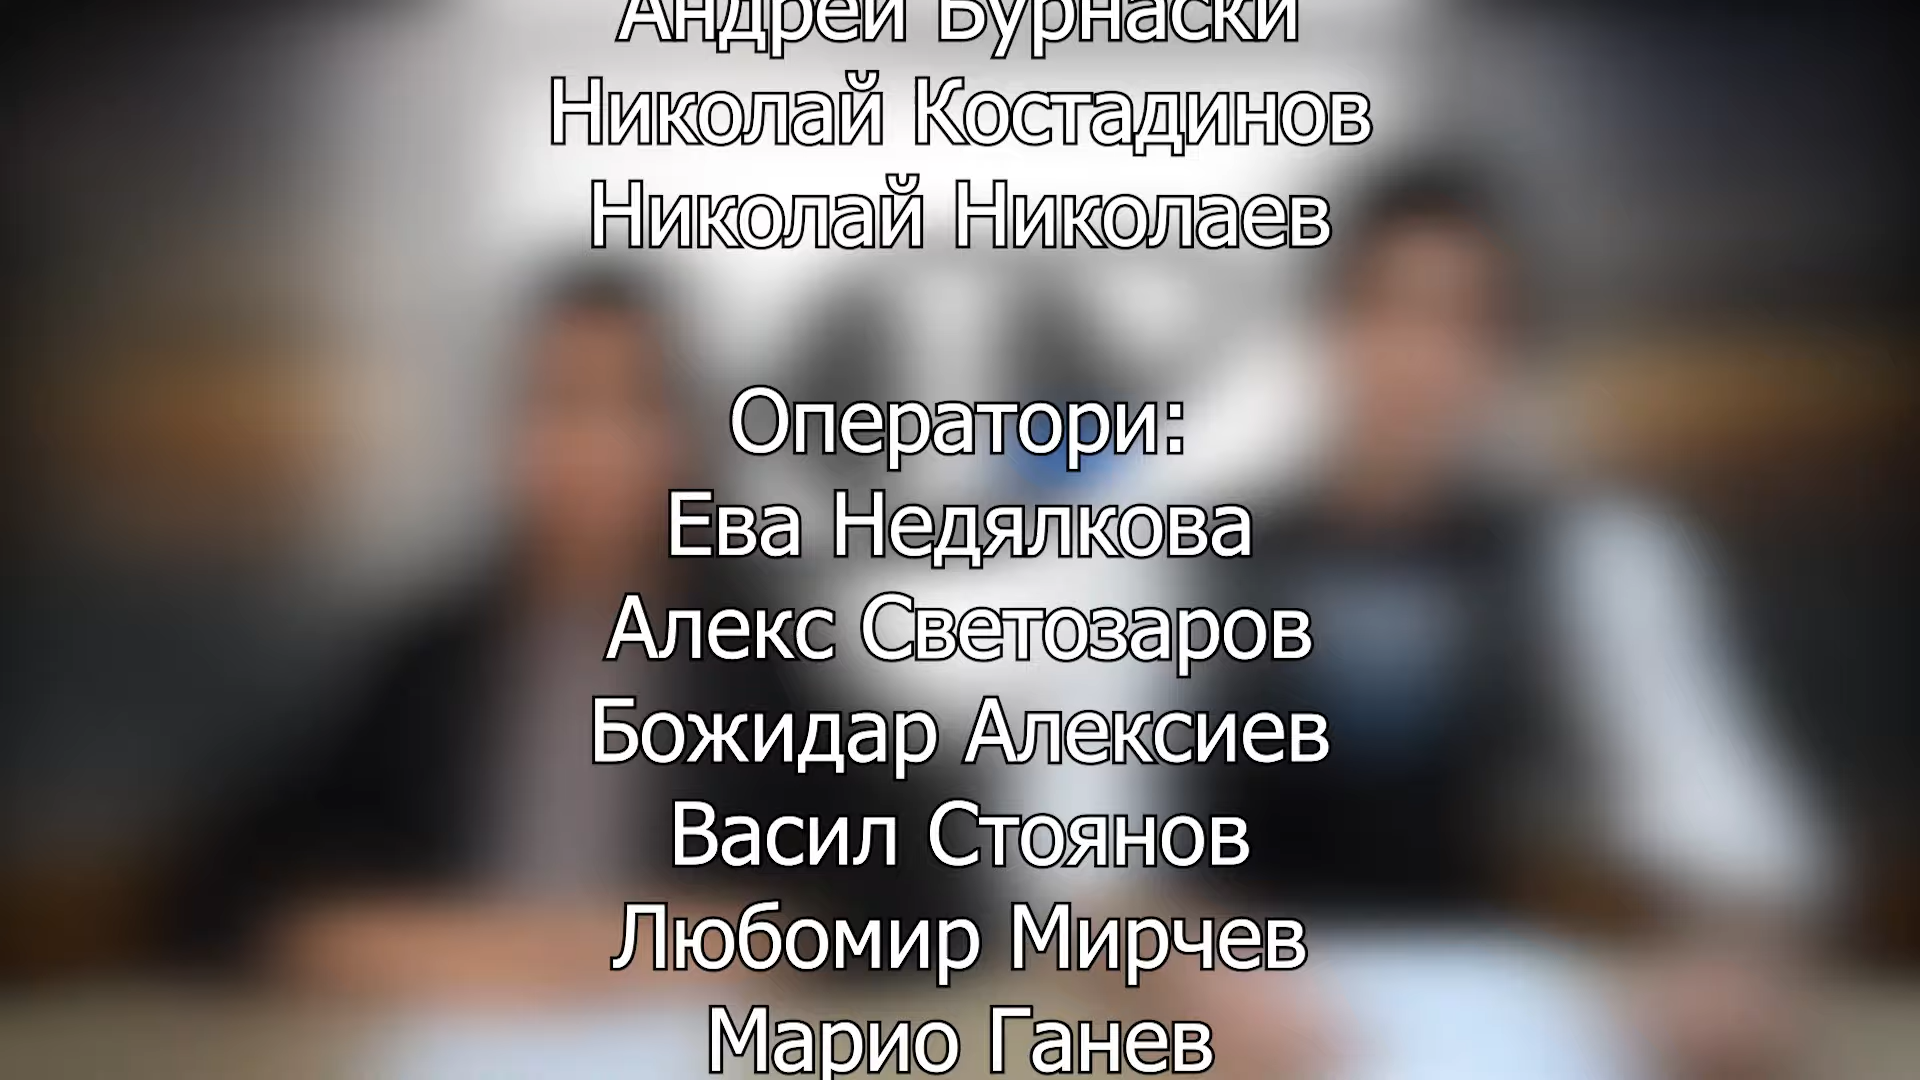 Андрей Бурнаски
Николай Костадинов
Николай Николаев
Оператори:
Ева Недялкова
Алекс Светозаров
Божидар Алексиев
Васил Стоянов
Любомир Мирчев
Марио Ганев